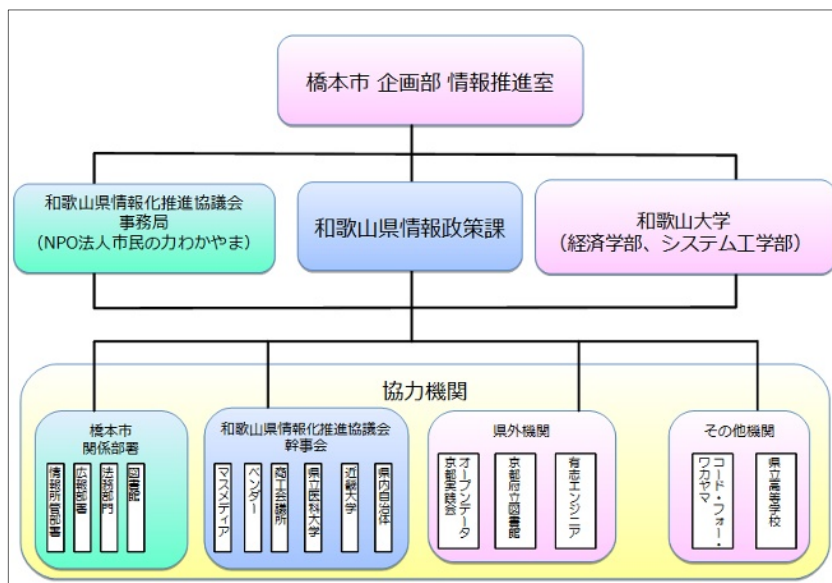 橋本市 企画部 情報推進室
和歌山県情報化推進協議会
事務局
（NPO法人市民の力わかやま）
和歌山県情報政策課
和歌山大学
（経済学部、システム工学部）
協力機関
橋本市
関係部署
情報所管部署
広報部署
法務部門
図書館
和歌山県情報化推進協議会
幹事会
マスメディア
ベンダー
商工会議所
県立医科大学
近畿大学
県内自治体
県外機関
オープンデータ
京都実践会
京都府立図書館
有志エンジニア
その他機関
コード・フォー・
ワカヤマ
県立高等学校